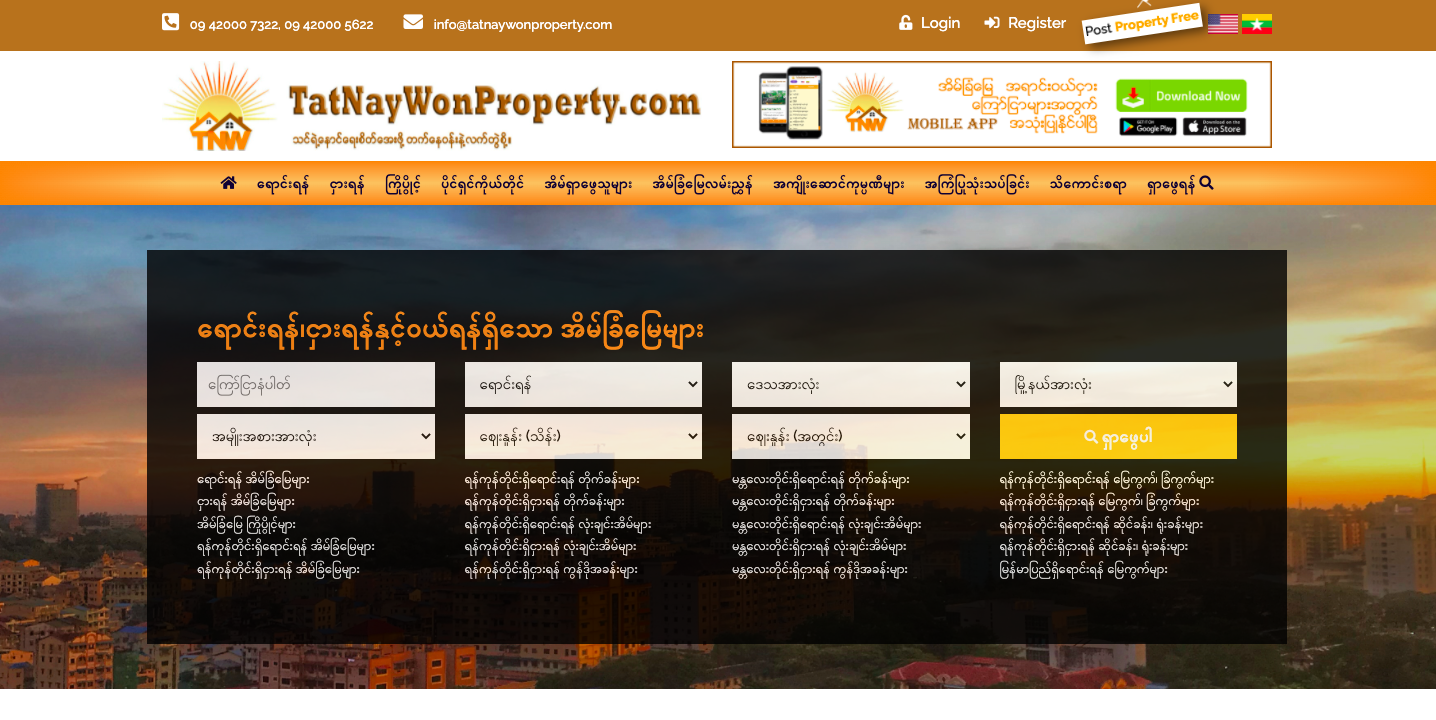 09 42000 7322, 09 42000 5622 info@tatnaywonproperty.com Login Register Post Property Free
TatNayWonProperty.com
TNW
သင်ရဲ့နောင်ရေးစိတ်အေးဖို့ တက်နေဝန်းနဲ့လက်တွဲစို့။
အိမ်ခြံမြေ အရောင်းဝယ်ငှား
ကြော်ငြာများအတွက်
MOBILE APP အသုံးပြုနိုင်ပါပြီ
TNW
Download Now
GET IT ON Google Play Download on the App Store
ရောင်းရန် ငှားရန် ကြိုပွိုင့် ပိုင်ရှင်ကိုယ်တိုင် အိမ်ရှာဖွေသူများ အိမ်ခြံမြေလမ်းညွှန် အကျိုးဆောင်ကုမ္ပဏီများ အကြံပြုသုံးသပ်ခြင်း သိကောင်းစရာ ရှာဖွေရန်
ရောင်းရန်၊ငှားရန်နှင့်ဝယ်ရန်ရှိသော အိမ်ခြံမြေများ
ကြော်ငြာနံပါတ် ရောင်းရန် ဒေသအားလုံး မြို့နယ်အားလုံး
အမျိုးအစားအားလုံး ဈေးနှုန်း (သိန်း) ဈေးနှုန်း (အတွင်း) ရှာဖွေပါ
ရောင်းရန် အိမ်ခြံမြေများ
ငှားရန် အိမ်ခြံမြေများ
အိမ်ခြံမြေ ကြိုပွိုင့်များ
ရန်ကုန်တိုင်းရှိရောင်းရန် အိမ်ခြံမြေများ
ရန်ကုန်တိုင်းရှိငှားရန် အိမ်ခြံမြေများ
ရန်ကုန်တိုင်းရှိရောင်းရန် တိုက်ခန်းများ
ရန်ကုန်တိုင်းရှိငှားရန် တိုက်ခန်းများ
ရန်ကုန်တိုင်းရှိရောင်းရန် လုံးချင်းအိမ်များ
ရန်ကုန်တိုင်းရှိငှားရန် လုံးချင်းအိမ်များ
ရန်ကုန်တိုင်းရှိငှားရန် ကွန်ဒိုအခန်းများ
မန္တလေးတိုင်းရှိရောင်းရန် တိုက်ခန်းများ
မန္တလေးတိုင်းရှိငှားရန် တိုက်ခန်းများ
မန္တလေးတိုင်းရှိရောင်းရန် လုံးချင်းအိမ်များ
မန္တလေးတိုင်းရှိငှားရန် လုံးချင်းအိမ်များ
မန္တလေးတိုင်းရှိငှားရန် ကွန်ဒိုအခန်းများ
ရန်ကုန်တိုင်းရှိရောင်းရန် မြေကွက်၊ ခြံကွက်များ
ရန်ကုန်တိုင်းရှိငှားရန် မြေကွက်၊ ခြံကွက်များ
ရန်ကုန်တိုင်းရှိရောင်းရန် ဆိုင်ခန်း၊ ရုံးခန်းများ
ရန်ကုန်တိုင်းရှိငှားရန် ဆိုင်ခန်း၊ ရုံးခန်းများ
မြန်မာပြည်ရှိရောင်းရန် မြေကွက်များ